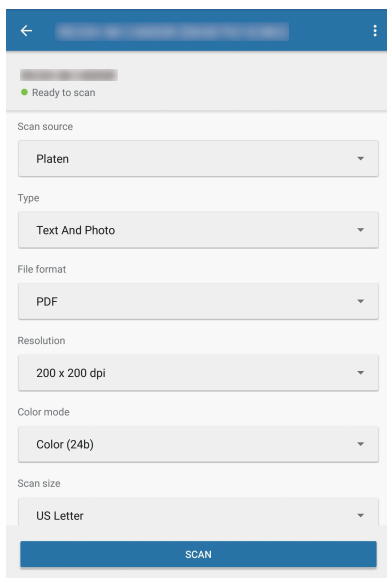 Ready to scan
Scan source
Platen
Type
Text And Photo
File format
PDF
Resolution
200 x 200 dpi
Color mode
Color (24b)
Scan size
US Letter
SCAN